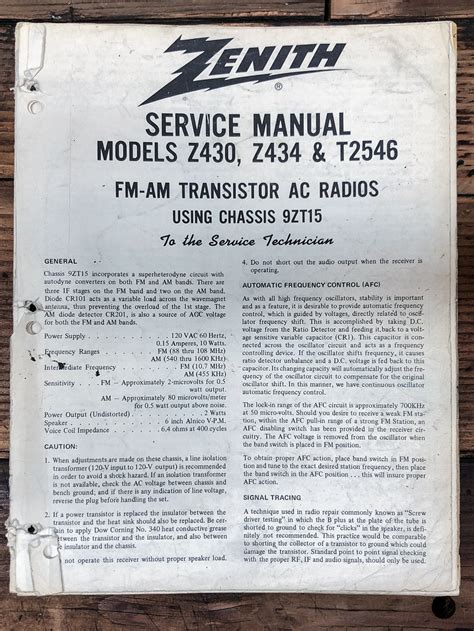 ZENITH
®
SERVICE MANUAL
MODELS Z430, Z434 & T2546
FM-AM TRANSISTOR AC RADIOS
USING CHASSIS 9ZT15
To the Service Technician
GENERAL
Chassis 9ZT15 incorporates a superheterodyne circuit with
autodyne converters on both FM and AM bands. There are
three IF stages on the FM band and two on the AM band.
Diode CR101 acts as a variable load across the wavemagnet
antenna, thus preventing the overload of the 1st stage. The
AM diode detector CR201, is also a source of AGC voltage
for both the FM and AM bands.
Power Supply . . . . . . . . . . . . . . . . 120 VAC 60 Hertz,
0.15 Amperes, 10 Watts
Frequency Ranges . . . . . . . . FM (88 thru 108 MHz)
AM (540 thru 1600 KHz)
Intermediate Frequency . . . . . . . . . FM (10.7 MHz)
AM (455 KHz)
Sensitivity . . FM — Approximately 2-microvolts for 0.5
watt output.
AM — Approximately 80 microvolts/meter
for 0.5 watt output above noise.
Power Output (Undistorted) . . . . . . . . . . . . 2 Watts
Speaker . . . . . . . . . . . . . . . . . 6 inch Alnico V-P.M.
Voice Coil Impedance . . . . . . . 6.4 ohms at 400 cycles
CAUTION:
1. When adjustments are made on these chassis, a line isolation
transformer (120-V input to 120-V output) is recommended
in order to avoid a shock hazard. If an isolation transformer
is not available, check the AC voltage between chassis and
bench ground; and if there is any indication of line voltage,
reverse the plug before handling the set.
2. If a power transistor is replaced the insulator between the
transistor and the heat sink should also be replaced. Be cer-
tain to apply Dow Corning No. 340 heat conductive grease
between the transistor and the insulator, and also between
the insulator and the chassis.
not operate this receiver without proper speaker load.
4. Do not short out the audio output when the receiver is
operating.
AUTOMATIC FREQUENCY CONTROL (AFC)
As with all high frequency oscillators, stability is important
and as a feature, it is desirable to provide automatic frequency
control, which is guided by voltages, directly related to oscil-
lator frequency shift. This is accomplished by taking D.C.
voltage from the Ratio Detector and feeding it back to a volt-
age sensitive variable capacitor (CR1). This capacitor is con-
nected across the oscillator circuit and acts as a frequency
controlling device. If the oscillator shifts frequency, it causes
ratio detector unbalance and a D.C. voltage is fed back to this
capacitor. Its changing capacity will automatically adjust the fre-
quency of the oscillator circuit to compensate for the original
oscillator shift. In this manner, we have continuous oscillator
automatic frequency control.
The lock-in range of the AFC circuit is approximately 700KHz
at 50 microvolts. Should you desire to receive a weak FM sta-
tion, within the pull-in range of a strong FM Station, an
AFC disabling switch has been provided in the receiver cir-
cuitry. The AFC voltage is removed from the oscillator when
the band switch is placed in FM position.
To obtain proper AFC action, place band switch in FM posi-
tion and tune to the exact desired station frequency, then place
the band switch in the AFC position . . . this will insure proper
AFC action.
SIGNAL TRACING
A technique used in radio repair commonly known as "Screw
driver testing" in which the B plus at the plate of the tube is
shorted to ground to check for "clicks" in the speaker, is defi-
nitely not recommended. This practice would be comparable
to shorting the collector of a transistor to ground which could
damage the transistor. Standard point to point signal checking
with the proper RF, IF and audio signals, should only be used.